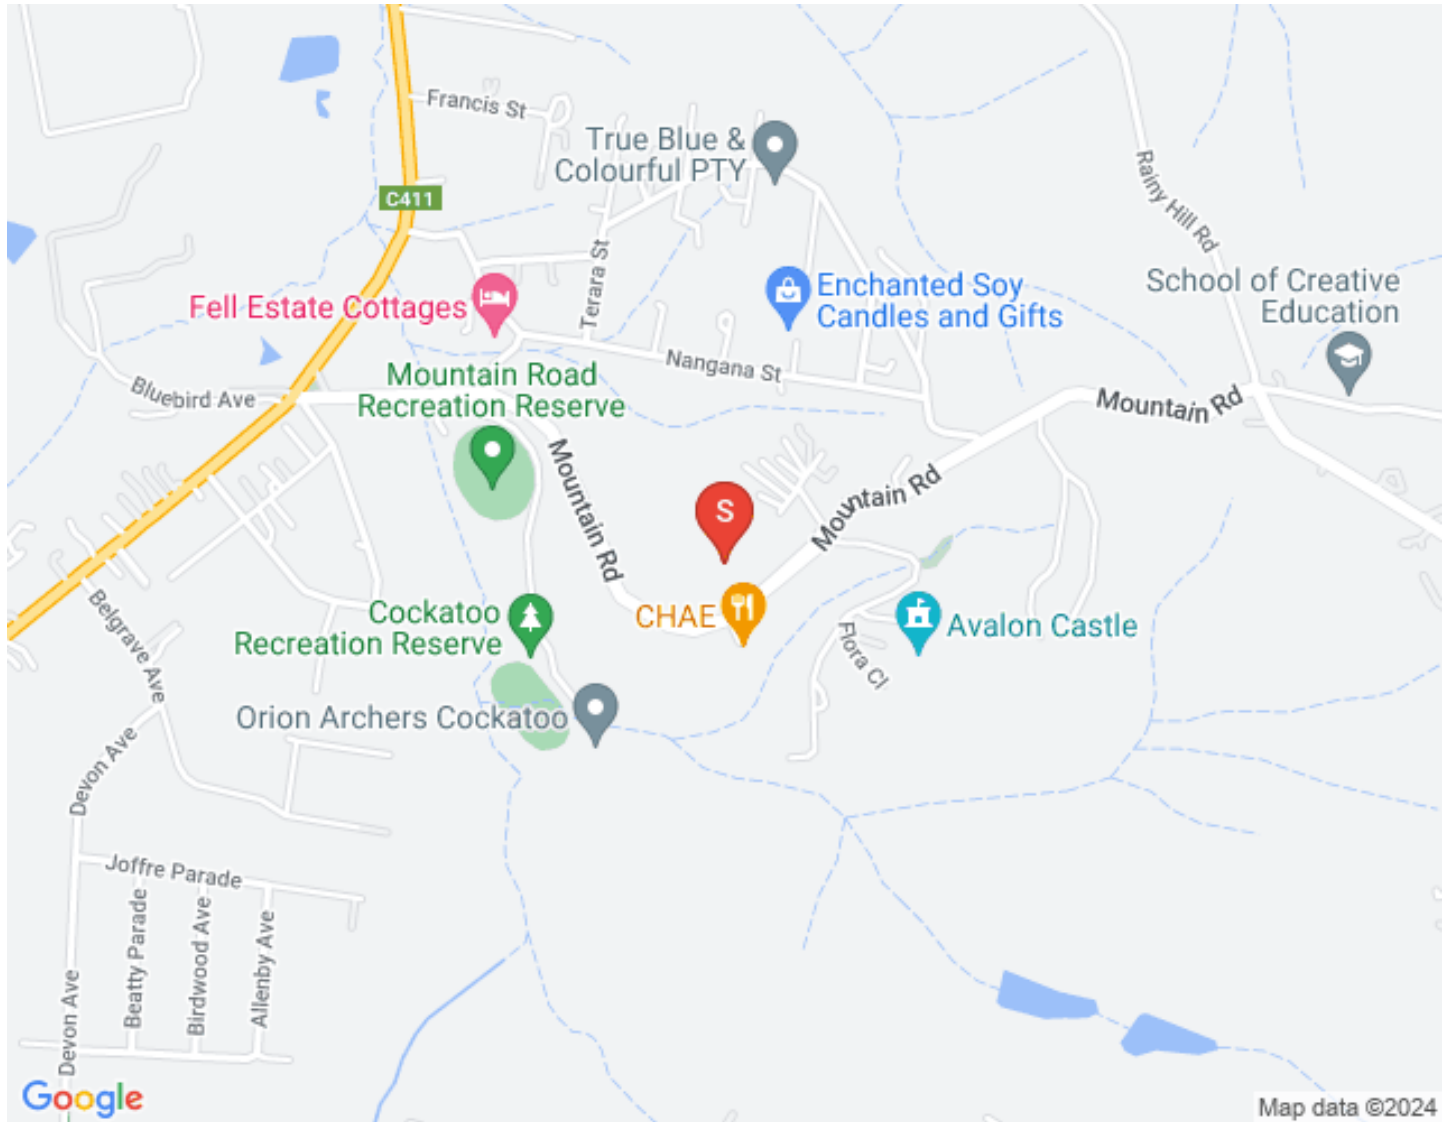 Francis St
True Blue &
Colourful PTY
Rainy Hill Rd
C411
Terara St
School of Creative
Education
Enchanted Soy
Candles and Gifts
Fell Estate Cottages
Nangana St
Mountain Road
Recreation Reserve
Bluebird Ave
Mountain Rd
Mountain Rd
Mountain Rd
S
CHAE
Cockatoo
Recreation Reserve
Belgrave Ave
Avalon Castle
Flora Cl
Orion Archers Cockatoo
Devon Ave
Joffre Parade
Beatty Parade
Birdwood Ave
Allenby Ave
Devon Ave
Google
Map data ©2024